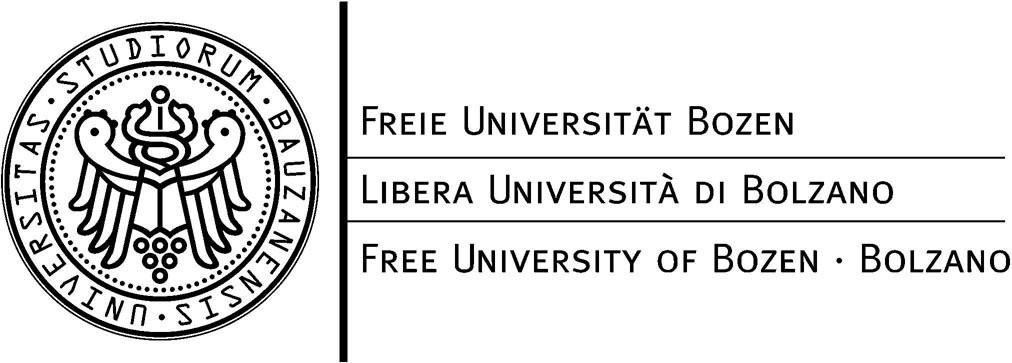 UNIVERSITAS · STUDIORUM · BAUZANENSIS ·
FREIE UNIVERSITÄT BOZEN
LIBERA UNIVERSITÀ DI BOLZANO
FREE UNIVERSITY OF BOZEN · BOLZANO